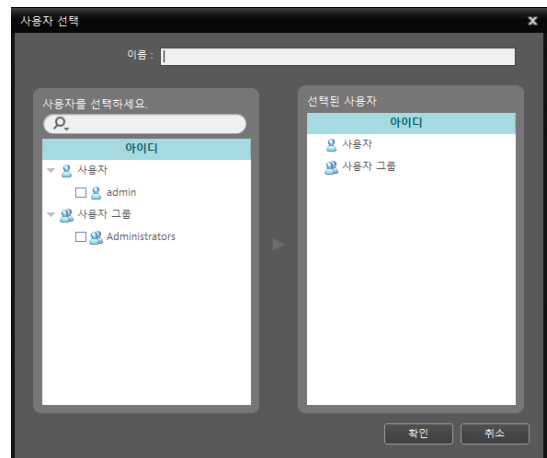 사용자 선택
이름 :
사용자를 선택하세요.
아이디
사용자
admin
사용자 그룹
Administrators
선택된 사용자
아이디
사용자
사용자 그룹
확인
취소